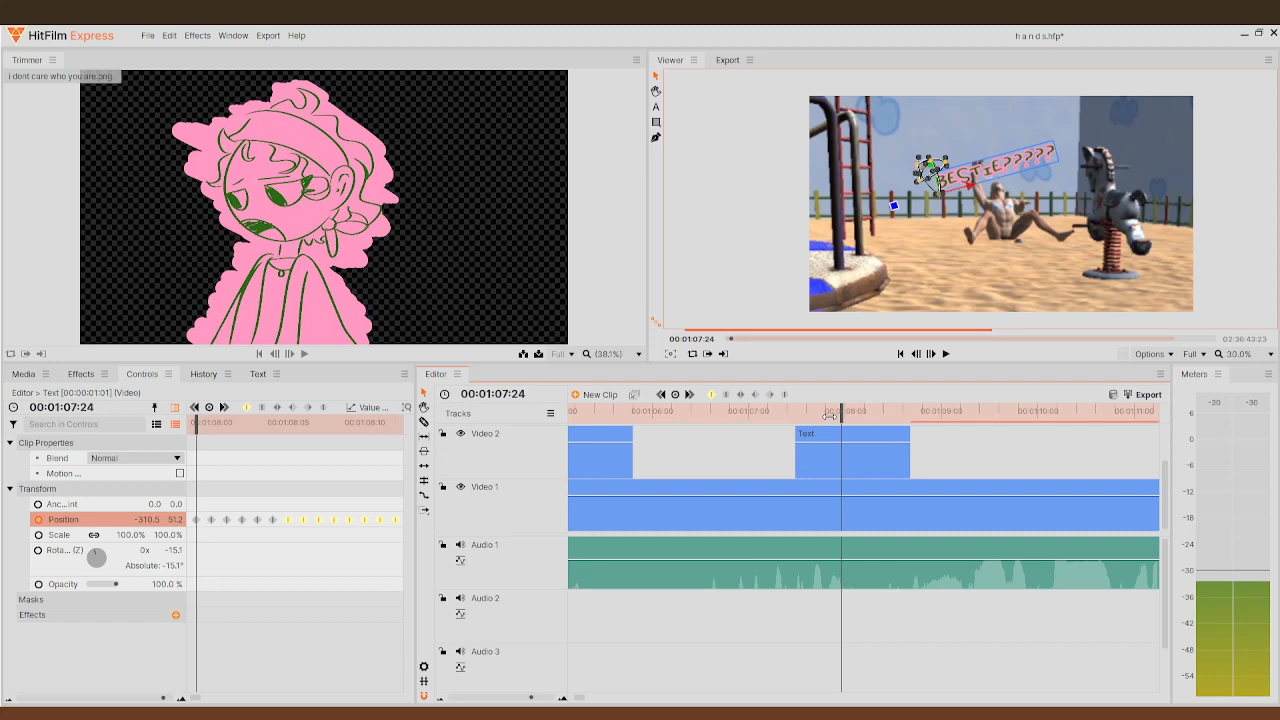 HitFilm Express
File Edit Effects Window Export Help
h a n d s.hfp*
Trimmer
i dont care who you are.png
Viewer Export
BESTIE?????
Full (38.1%)
00:01:07:24
02:36:43:23
Options Full 30.0%
Media Effects Controls History Text
Editor > Text [00:00:01:01] (Video)
00:01:07:24
Value ...
Search in Controls
00:01:08:00 00:01:08:05 00:01:08:10
Clip Properties
Blend Normal
Motion ...
Transform
Anc...int 0.0 0.0
Position -310.5 51.2
Scale 100.0% 100.0%
Rota... (Z) 0x -15.1
Absolute: -15.1°
Opacity 100.0 %
Masks
Effects
Editor
00:01:07:24
New Clip
Export
Tracks
00 00:01:06:00 00:01:07:00 00:01:08:00 00:01:09:00 00:01:10:00 00:01:11:00
Video 2
Text
Video 1
Audio 1
Audio 2
Audio 3
Meters
-30 -30
6
0
-6
-12
-18
-24
-30
-36
-42
-48
-54